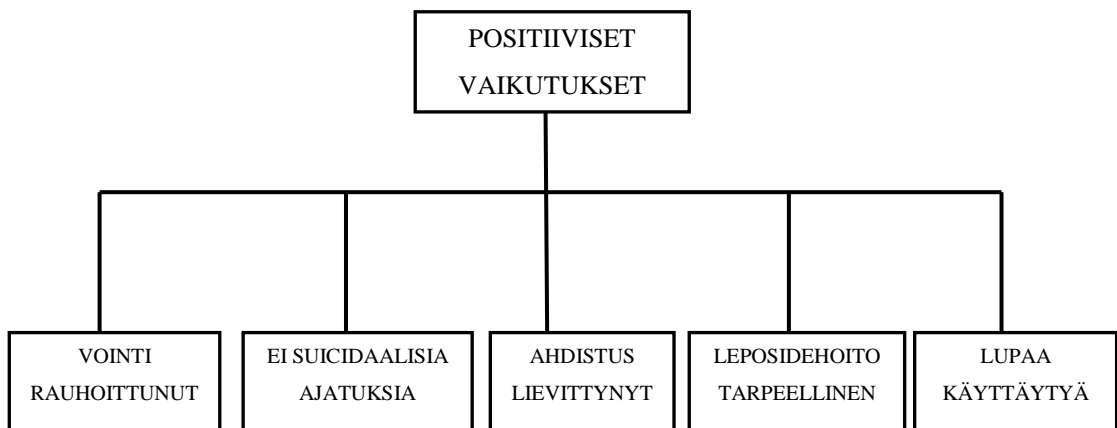 POSITIIVISET
VAIKUTUKSET
VOINTI
RAUHOITTUNUT
EI SUICIDAALISIA
AJATUKSIA
AHDISTUS
LIEVITTYNYT
LEPOSIDEHOITO
TARPEELLINEN
LUPAA
KÄYTTÄYTYÄ